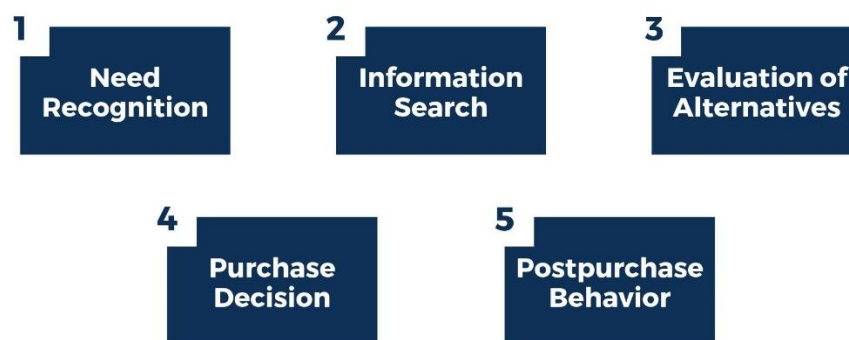 1
Need
Recognition
2
Information
Search
3
Evaluation of
Alternatives
4
Purchase
Decision
5
Postpurchase
Behavior